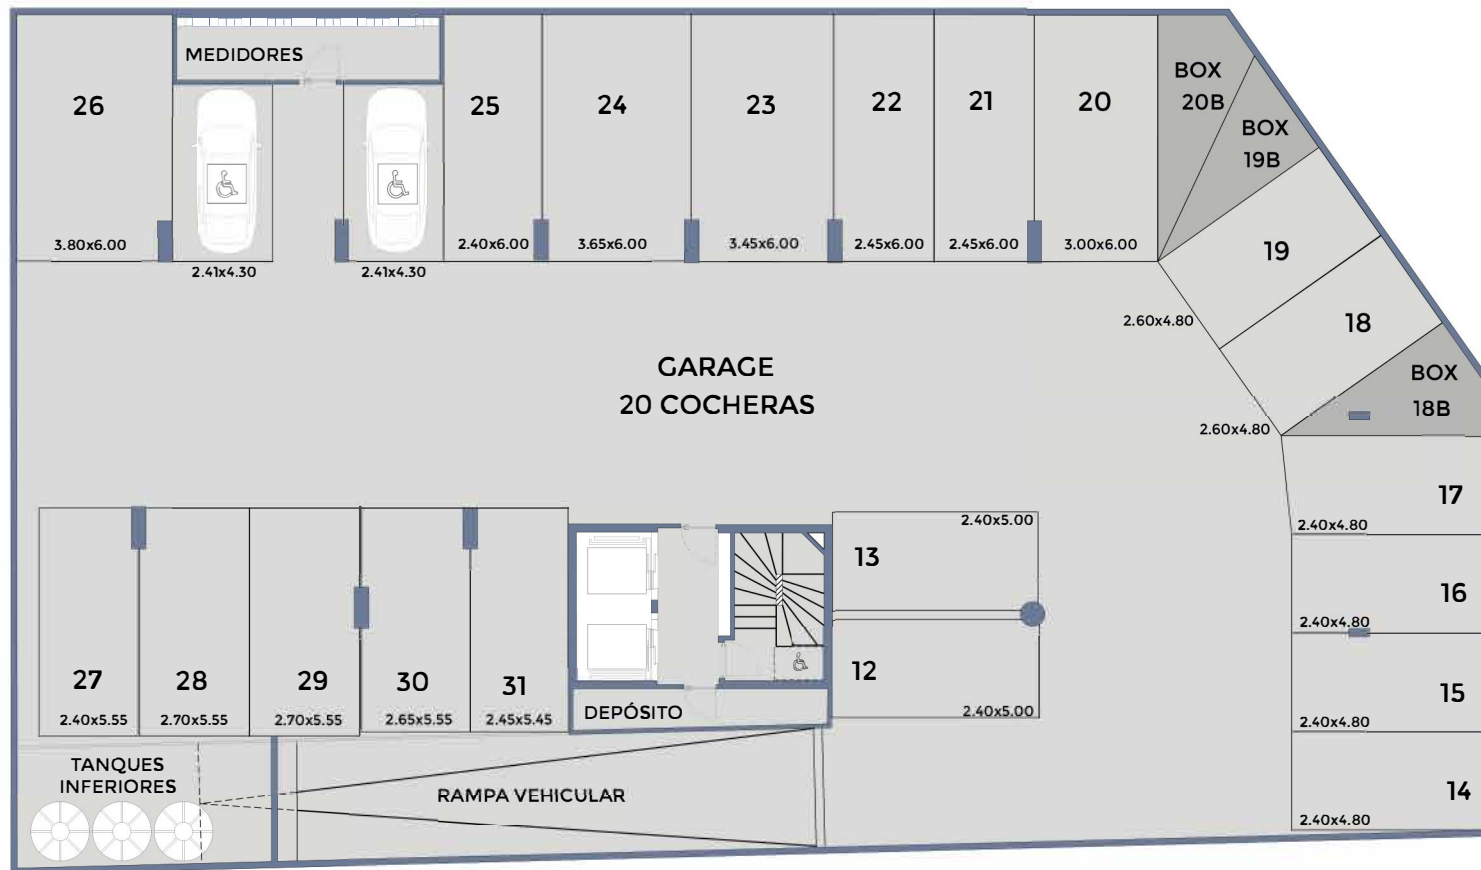 MEDIDORES
26
25
24
23
22
21
20
BOX
20B
BOX
19B
3.80x6.00
2.41x4.30
2.41x4.30
2.40x6.00
3.65x6.00
3.45x6.00
2.45x6.00
2.45x6.00
3.00x6.00
19
2.60x4.80
18
2.60x4.80
BOX
18B
GARAGE
20 COCHERAS
17
2.40x4.80
16
2.40x4.80
15
2.40x4.80
14
2.40x4.80
2.40x5.00
13
12
2.40x5.00
27
28
29
30
31
2.40x5.55
2.70x5.55
2.70x5.55
2.65x5.55
2.45x5.45
DEPÓSITO
TANQUES
INFERIORES
RAMPA VEHICULAR